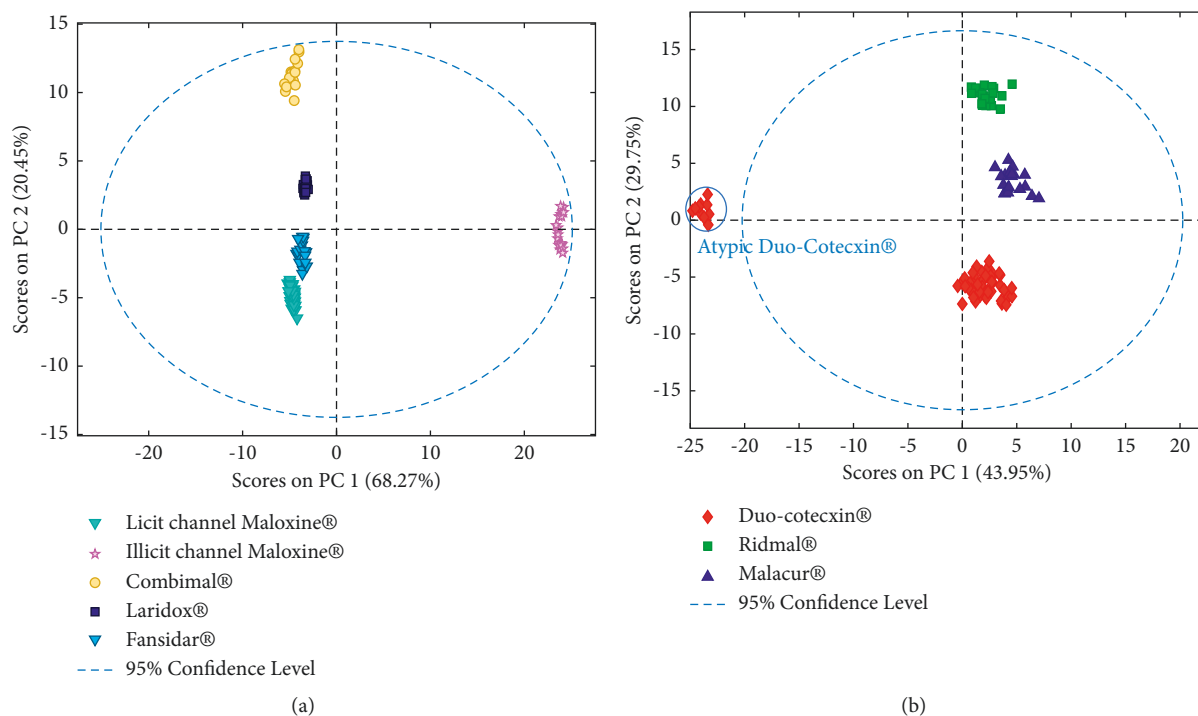 15
10
5
0
-5
-10
-15
Scores on PC 2 (20.45%)
-20
-10
0
10
20
Scores on PC 1 (68.27%)
Licit channel Maloxine®
Illicit channel Maloxine®
Combimal®
Laridox®
Fansidar®
95% Confidence Level
(a)
15
10
5
0
-5
-10
-15
Scores on PC 2 (29.75%)
Atypic Duo-Cotecxin®
-25
-20
-15
-10
-5
0
5
10
15
20
Scores on PC 1 (43.95%)
Duo-cotecxin®
Ridmal®
Malacur®
95% Confidence Level
(b)